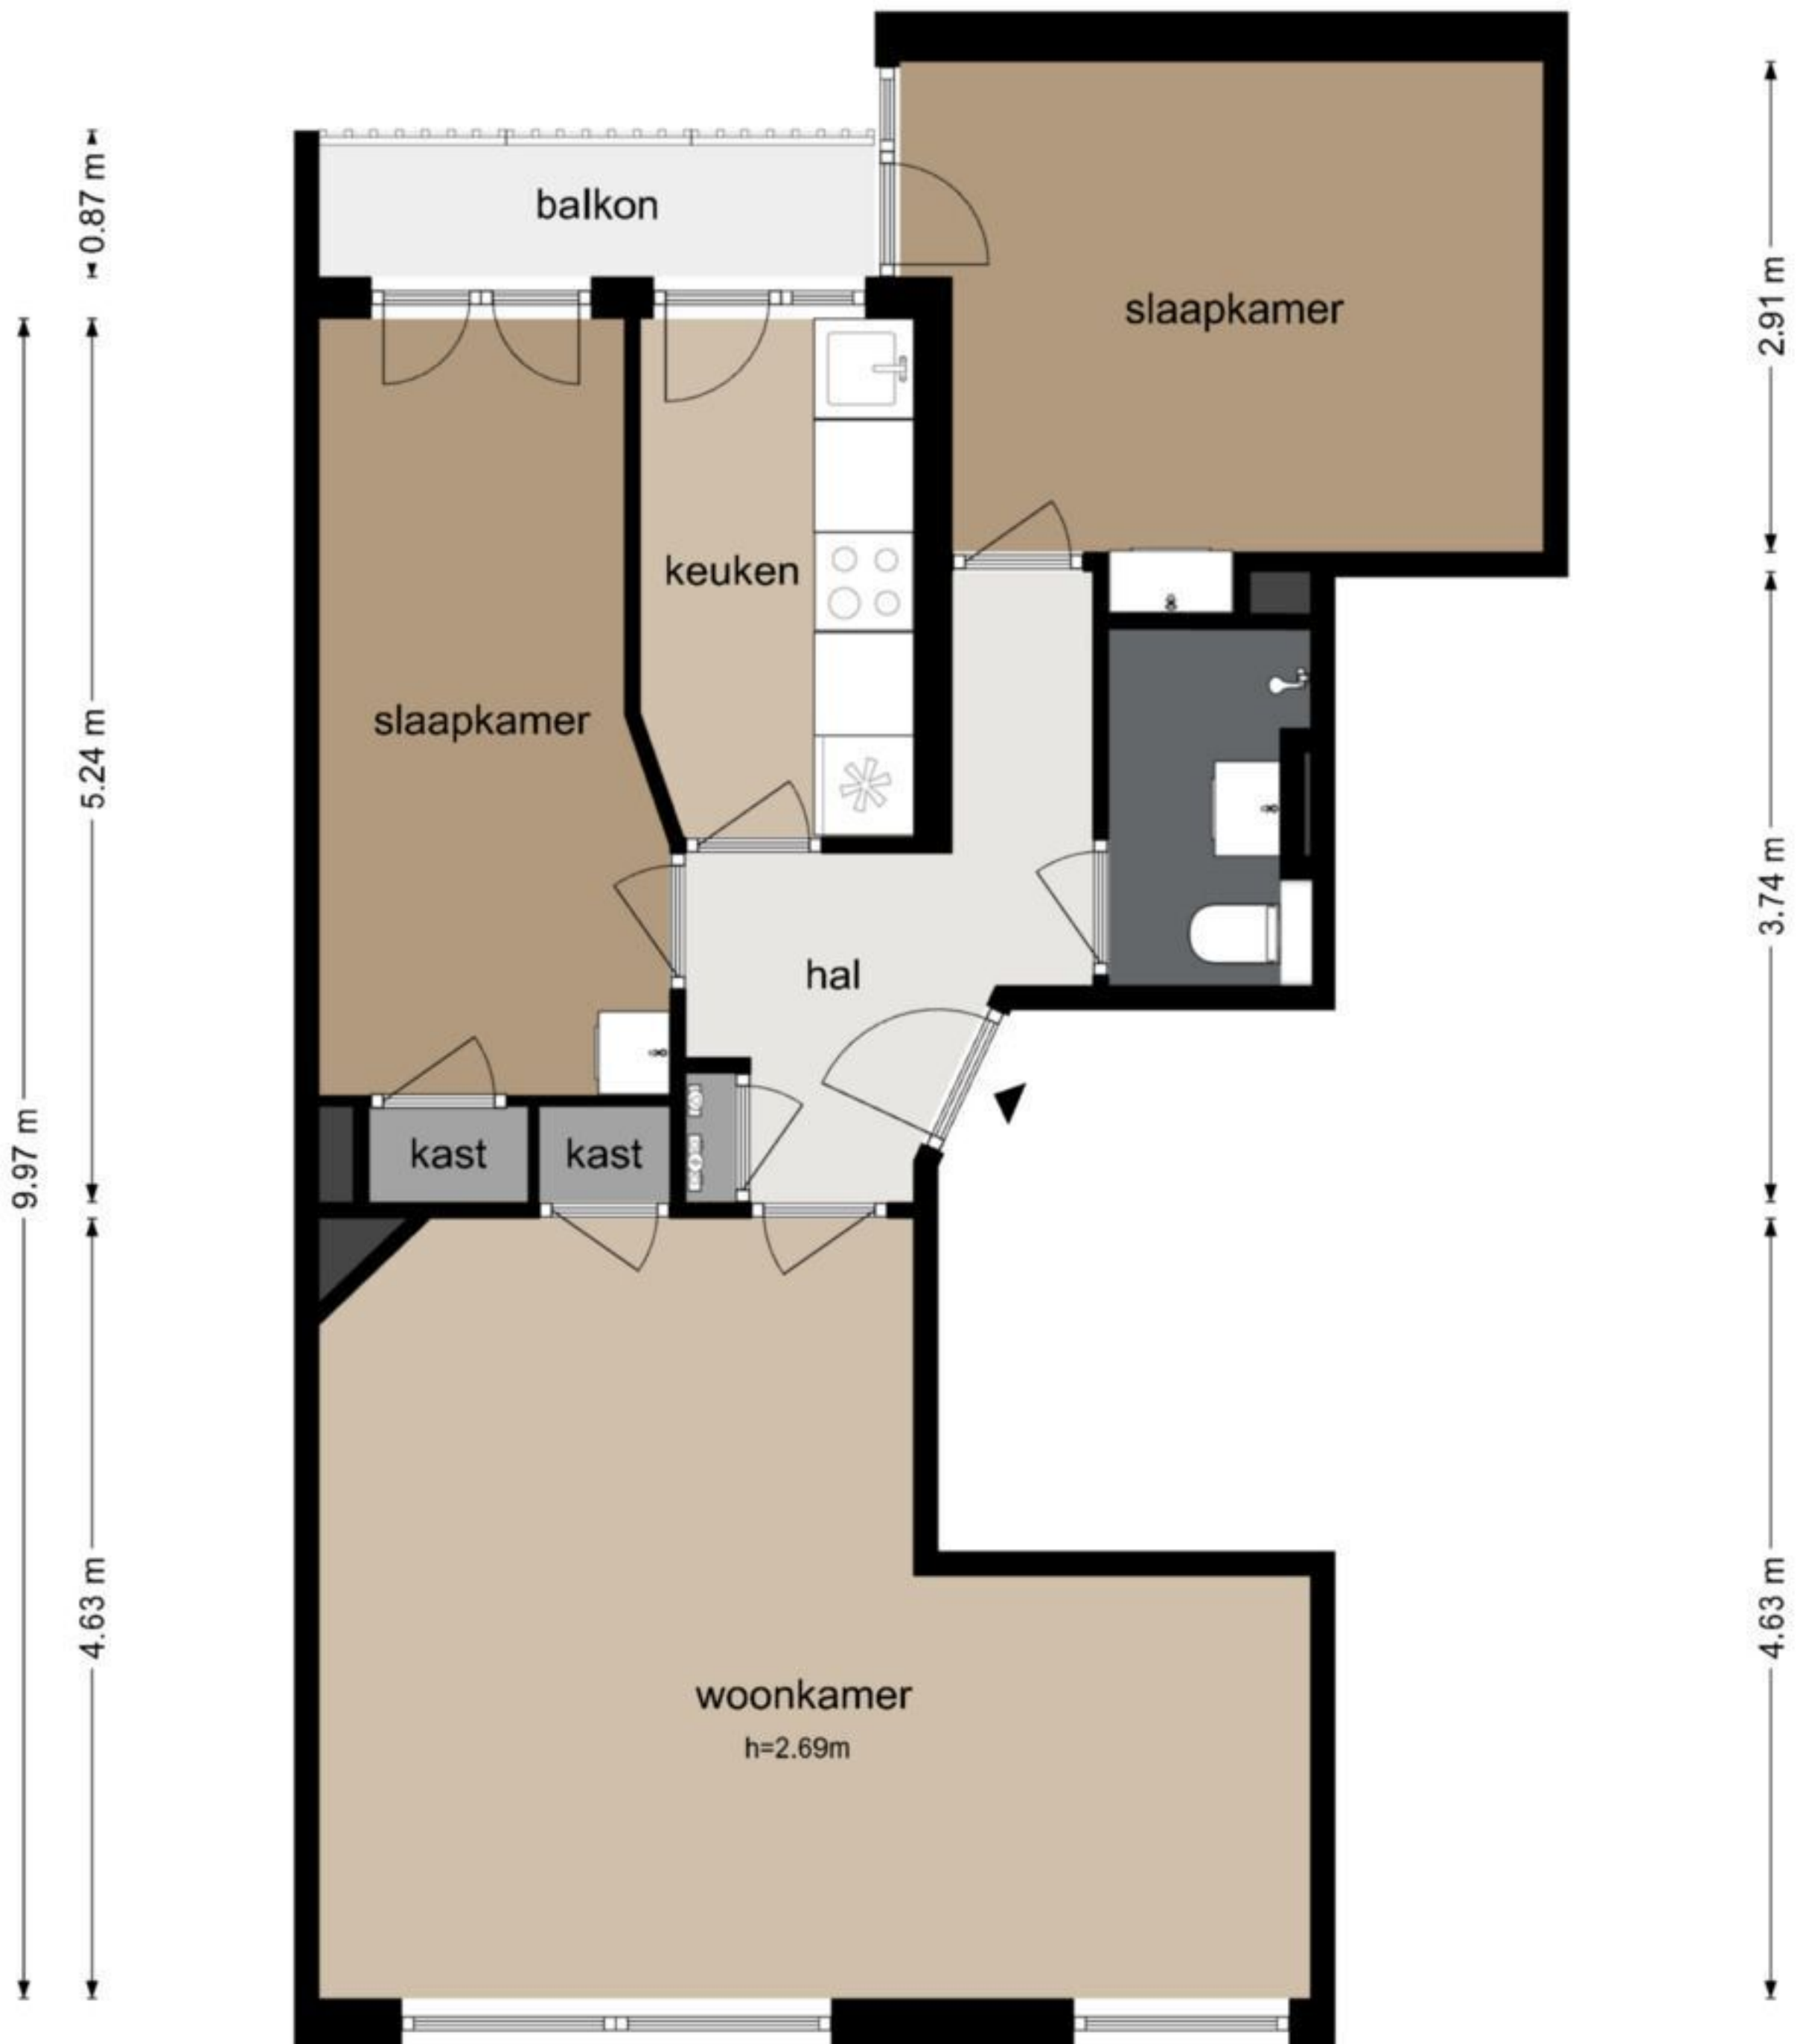 balkon
0.87 m
slaapkamer
2.91 m
keuken
slaapkamer
5.24 m
3.74 m
hal
9.97 m
kast
kast
4.63 m
4.63 m
woonkamer
h=2.69m